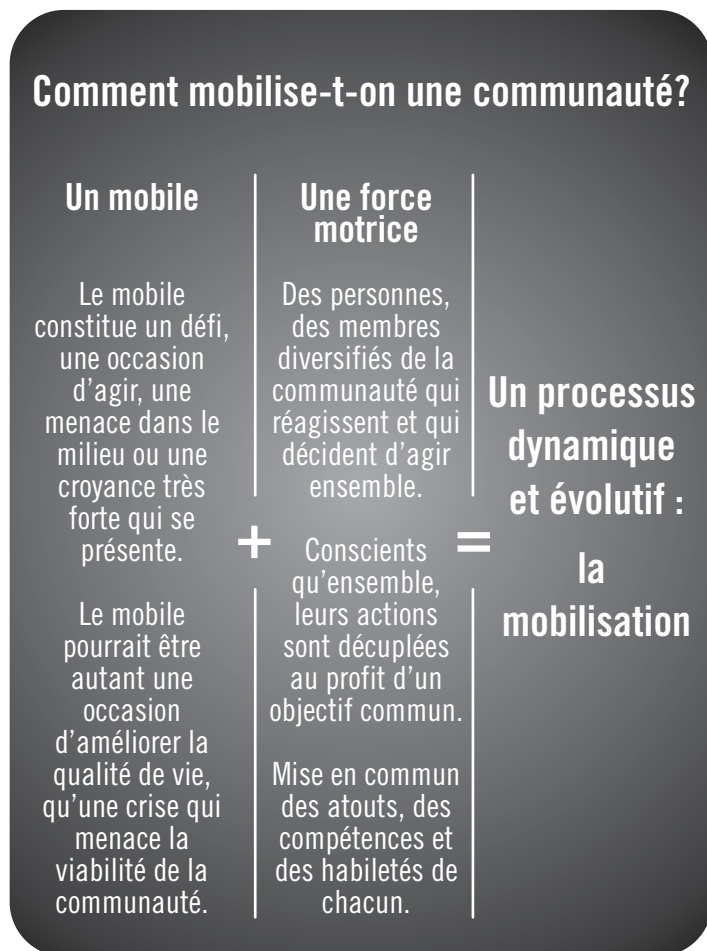 Comment mobilise-t-on une communauté?
Un mobile
Le mobile
constitue un défi,
une occasion
d'agir, une
menace dans le
milieu ou une
croyance très
forte qui se
présente.
Le mobile
pourrait être
autant une
occasion
d'améliorer la
qualité de vie,
qu'une crise qui
menace la
viabilité de la
communauté.
+
Une force
motrice
Des personnes,
des membres
diversifiés de la
communauté qui
réagissent et qui
décident d'agir
ensemble.
Conscients
qu'ensemble,
leurs actions
sont décuplées
au profit d'un
objectif commun.
Mise en commun
des atouts, des
compétences et
des habiletés de
chacun.
=
Un processus
dynamique
et évolutif :
la
mobilisation